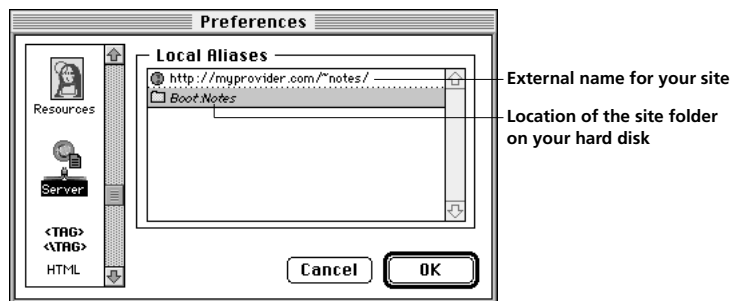 Preferences
Resources
Server
<TAG>
<\TAG>
HTML
Local Aliases
http://myprovider.com/~notes/
Boot:Notes
Cancel
OK
External name for your site
Location of the site folder
on your hard disk